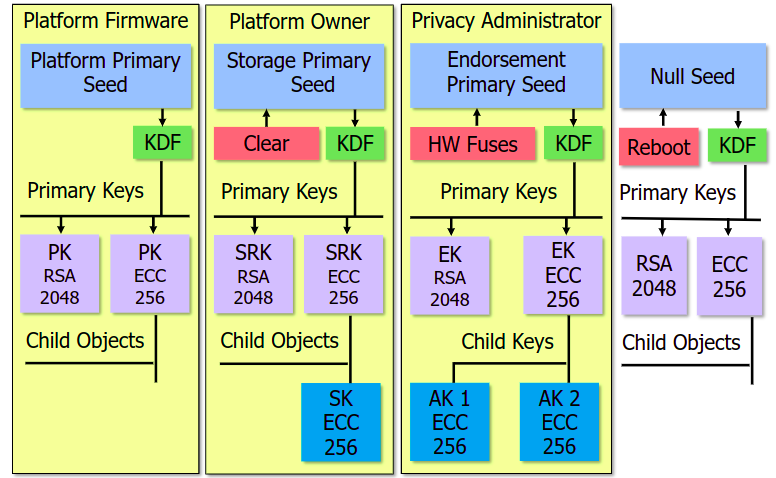 Platform Firmware
Platform Primary
Seed
KDF
Primary Keys
PK
RSA
2048
PK
ECC
256
Child Objects
Platform Owner
Storage Primary
Seed
Clear
KDF
Primary Keys
SRK
RSA
2048
SRK
ECC
256
Child Objects
SK
ECC
256
Privacy Administrator
Endorsement
Primary Seed
HW Fuses
KDF
Primary Keys
EK
RSA
2048
EK
ECC
256
Child Keys
AK 1
ECC
256
AK 2
ECC
256
Null Seed
Reboot
KDF
Primary Keys
RSA
2048
ECC
256
Child Objects